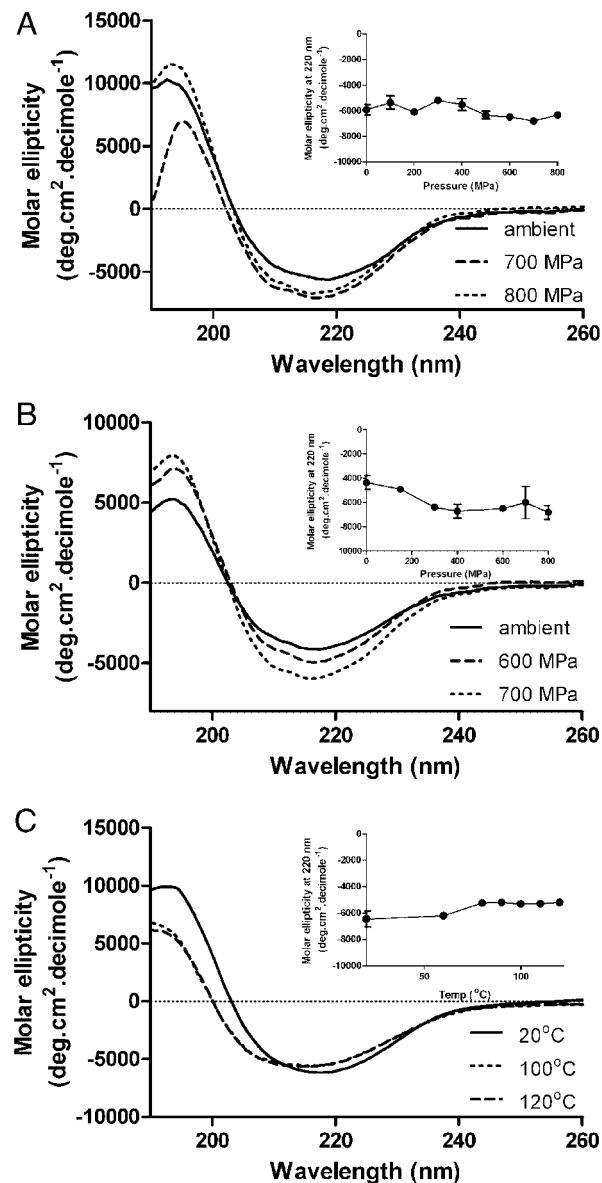 A
Molar ellipticity
(deg.cm².decimole⁻¹)
15000
10000
5000
0
-5000
200
220
240
260
Wavelength (nm)
ambient
700 MPa
800 MPa
Molar ellipticity at 220 nm
(deg.cm².decimole⁻¹)
0
-2000
-4000
-6000
-8000
-10000
0
200
400
600
800
Pressure (MPa)
B
Molar ellipticity
(deg.cm².decimole⁻¹)
10000
5000
0
-5000
200
220
240
260
Wavelength (nm)
ambient
600 MPa
700 MPa
Molar ellipticity at 220 nm
(deg.cm².decimole⁻¹)
0
-2000
-4000
-6000
-8000
10000
0
200
400
600
800
Pressure (MPa)
C
Molar ellipticity
(deg.cm².decimole⁻¹)
15000
10000
5000
0
-5000
-10000
200
220
240
260
Wavelength (nm)
20°C
100°C
120°C
Molar ellipticity at 220 nm
(deg.cm².decimole⁻¹)
0
-2000
-4000
-6000
-8000
-10000
50
100
Temp (°C)